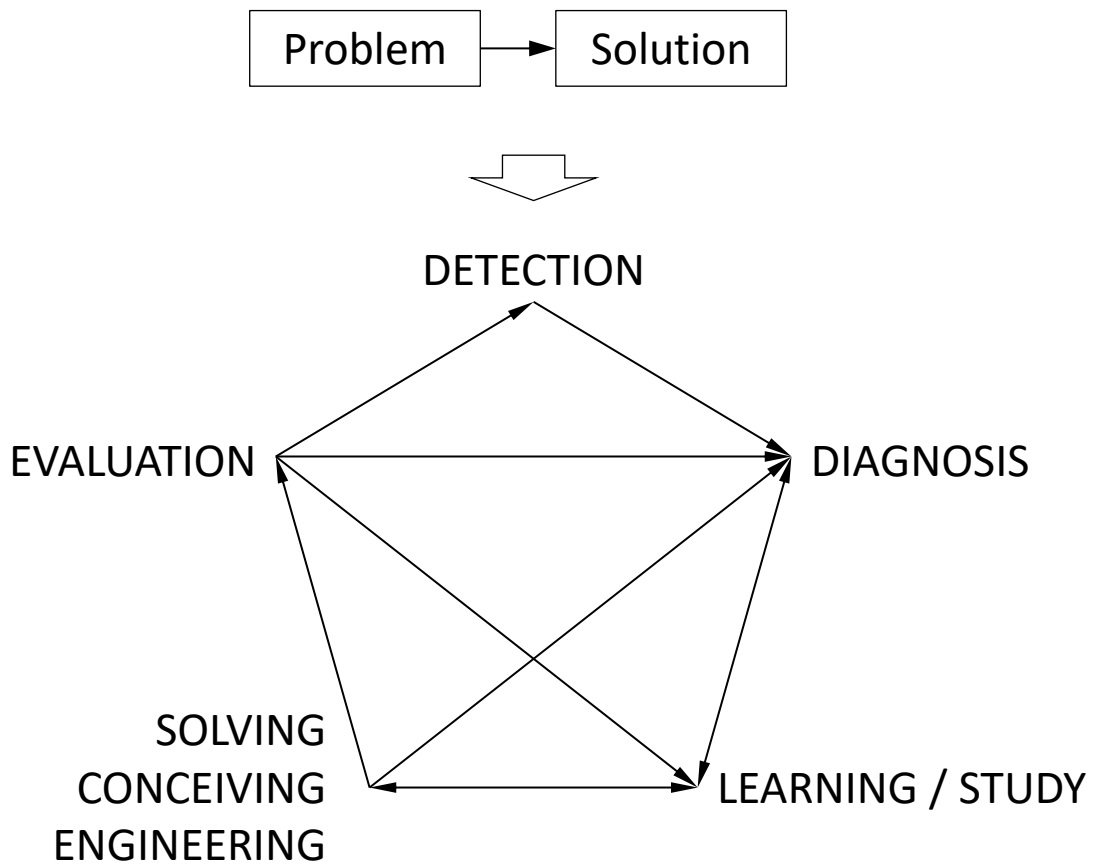 Problem
Solution
DETECTION
EVALUATION
DIAGNOSIS
SOLVING
CONCEIVING
ENGINEERING
LEARNING / STUDY